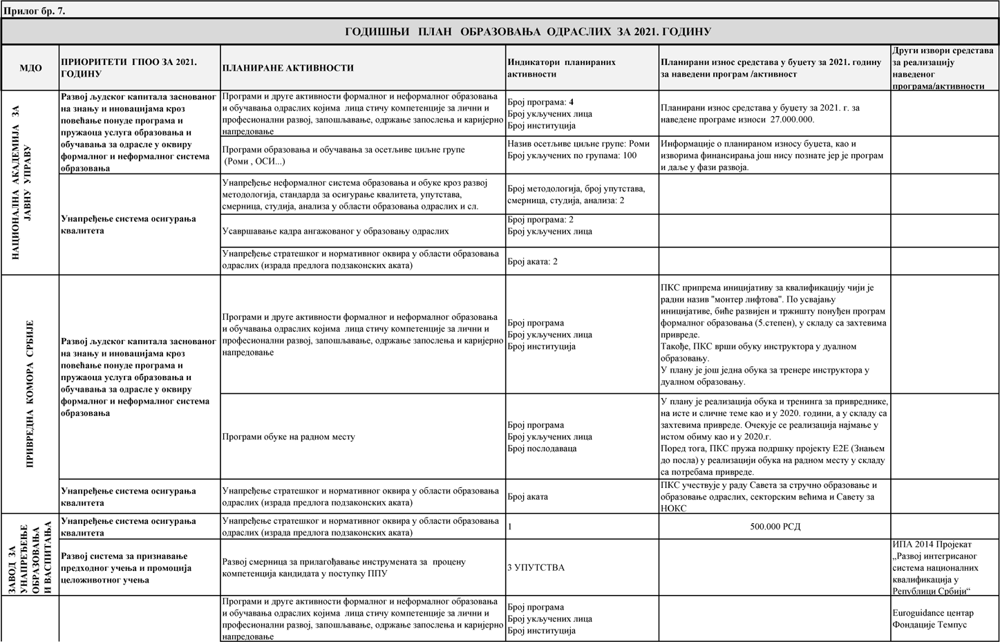 Прилог бр. 7.
ГОДИШЊИ ПЛАН ОБРАЗОВАЊА ОДРАСЛИХ ЗА 2021. ГОДИНУ
МДО
ПРИОРИТЕТИ ГПОО ЗА 2021.
ГОДИНУ
ПЛАНИРАНЕ АКТИВНОСТИ
Индикатори планираних
активности
Планирани износ средстава у буџету за 2021. годину
за наведени програм /активност
Други извори средстава
за реализацију
наведеног
програма/активности
НАЦИОНАЛНА АКАДЕМИЈА ЗА
ЈАВНУ УПРАВУ
Развој људског капитала заснованог
на знању и иновацијама кроз
повећање понуде програма и
пружаоца услуга образовања и
обучавања за одрасле у оквиру
формалног и неформалног система
образовања
Програми и друге активности формалног и неформалног образовања
и обучавања одраслих којима лица стичу компетенције за лични и
професионални развој, запошљавање, одржање запослења и каријерно
напредовање
Број програма: 4
Број укључених лица
Број институција
Планирани износ средстава у буџету за 2021. г. за
наведене програме износи 27.000.000.
Програми образовања и обучавања за осетљиве циљне групе
(Роми , ОСИ...)
Назив осетљиве циљне групе: Роми
Број укључених по групама: 100
Информације о планираном износу буџета, као и
изворима финансирања још нису познате јер је програм
и даље у фази развоја.
Унапређење система осигурања
квалитета
Унапређење неформалног система образовања и обуке кроз развој
методологија, стандарда за осигурање квалитета, упутстава,
смерница, студија, анализа у области образовања одраслих и сл.
Број методологија, број упутстава,
смерница, студија, анализа: 2
Усавршавање кадра ангажованог у образовању одраслих
Број програма: 2
Број укључених лица
Унапређење стратешког и нормативног оквира у области образовања
одраслих (израда предлога подзаконских аката)
Број аката: 2
ПРИВРЕДНА КОМОРА СРБИЈЕ
Развој људског капитала заснованог
на знању и иновацијама кроз
повећање понуде програма и
пружаоца услуга образовања и
обучавања за одрасле у оквиру
формалног и неформалног система
образовања
Програми и друге активности формалног и неформалног образовања
и обучавања одраслих којима лица стичу компетенције за лични и
професионални развој, запошљавање, одржање запослења и каријерно
напредовање
Број програма
Број укључених лица
Број институција
ПКС припрема иницијативу за квалификацију чији је
радни назив "монтер лифтова". По усвајању
иницијативе, биће развијен и тржишту понуђен програм
формалног образовања (5.степен), у складу са захтевима
привреде.
Такође, ПКС врши обуку инструктора у дуалном
образовању.
У плану је још једна обука за тренере инструктора у
дуалном образовању.
Програми обуке на радном месту
Број програма
Број укључених лица
Број послодаваца
У плану је реализација обука и тренинга за привреднике,
на исте и сличне теме као и у 2020. години, а у складу са
захтевима привреде. Очекује се реализација најмање у
истом обиму као и у 2020.г.
Поред тога, ПКС пружа подршку пројекту Е2Е (Знањем
до посла) у реализацији обука на радном месту у складу
са потребама привреде.
Унапређење система осигурања
квалитета
Унапређење стратешког и нормативног оквира у области образовања
одраслих (израда предлога подзаконских аката)
Број аката
ПКС учествује у раду Савета за стручно образовање и
образовање одраслих, секторским већима и Савету за
НОКС
ЗАВОД ЗА
УНАПРЕЂЕЊЕ
ОБРАЗОВАЊА
И ВАСПИТАЊА
Унапређење система осигурања
квалитета
Унапређење стратешког и нормативног оквира у области образовања
одраслих (израда предлога подзаконских аката)
1
500.000 РСД
Развој система за признавање
предходног учења и промоција
целоживотног учења
Развој смерница за прилагођавање инструмената за процену
компетенција кандидата у поступку ППУ
3 УПУТСТВА
ИПА 2014 Пројекат
„Развој интегрисаног
система националних
квалификација у
Републици Србији“
Програми и друге активности формалног и неформалног образовања
и обучавања одраслих којима лица стичу компетенције за лични и
професионални развој, запошљавање, одржање запослења и каријерно
напредовање
Број програма
Број укључених лица
Број институција
Euroguidance центар
Фондације Темпус